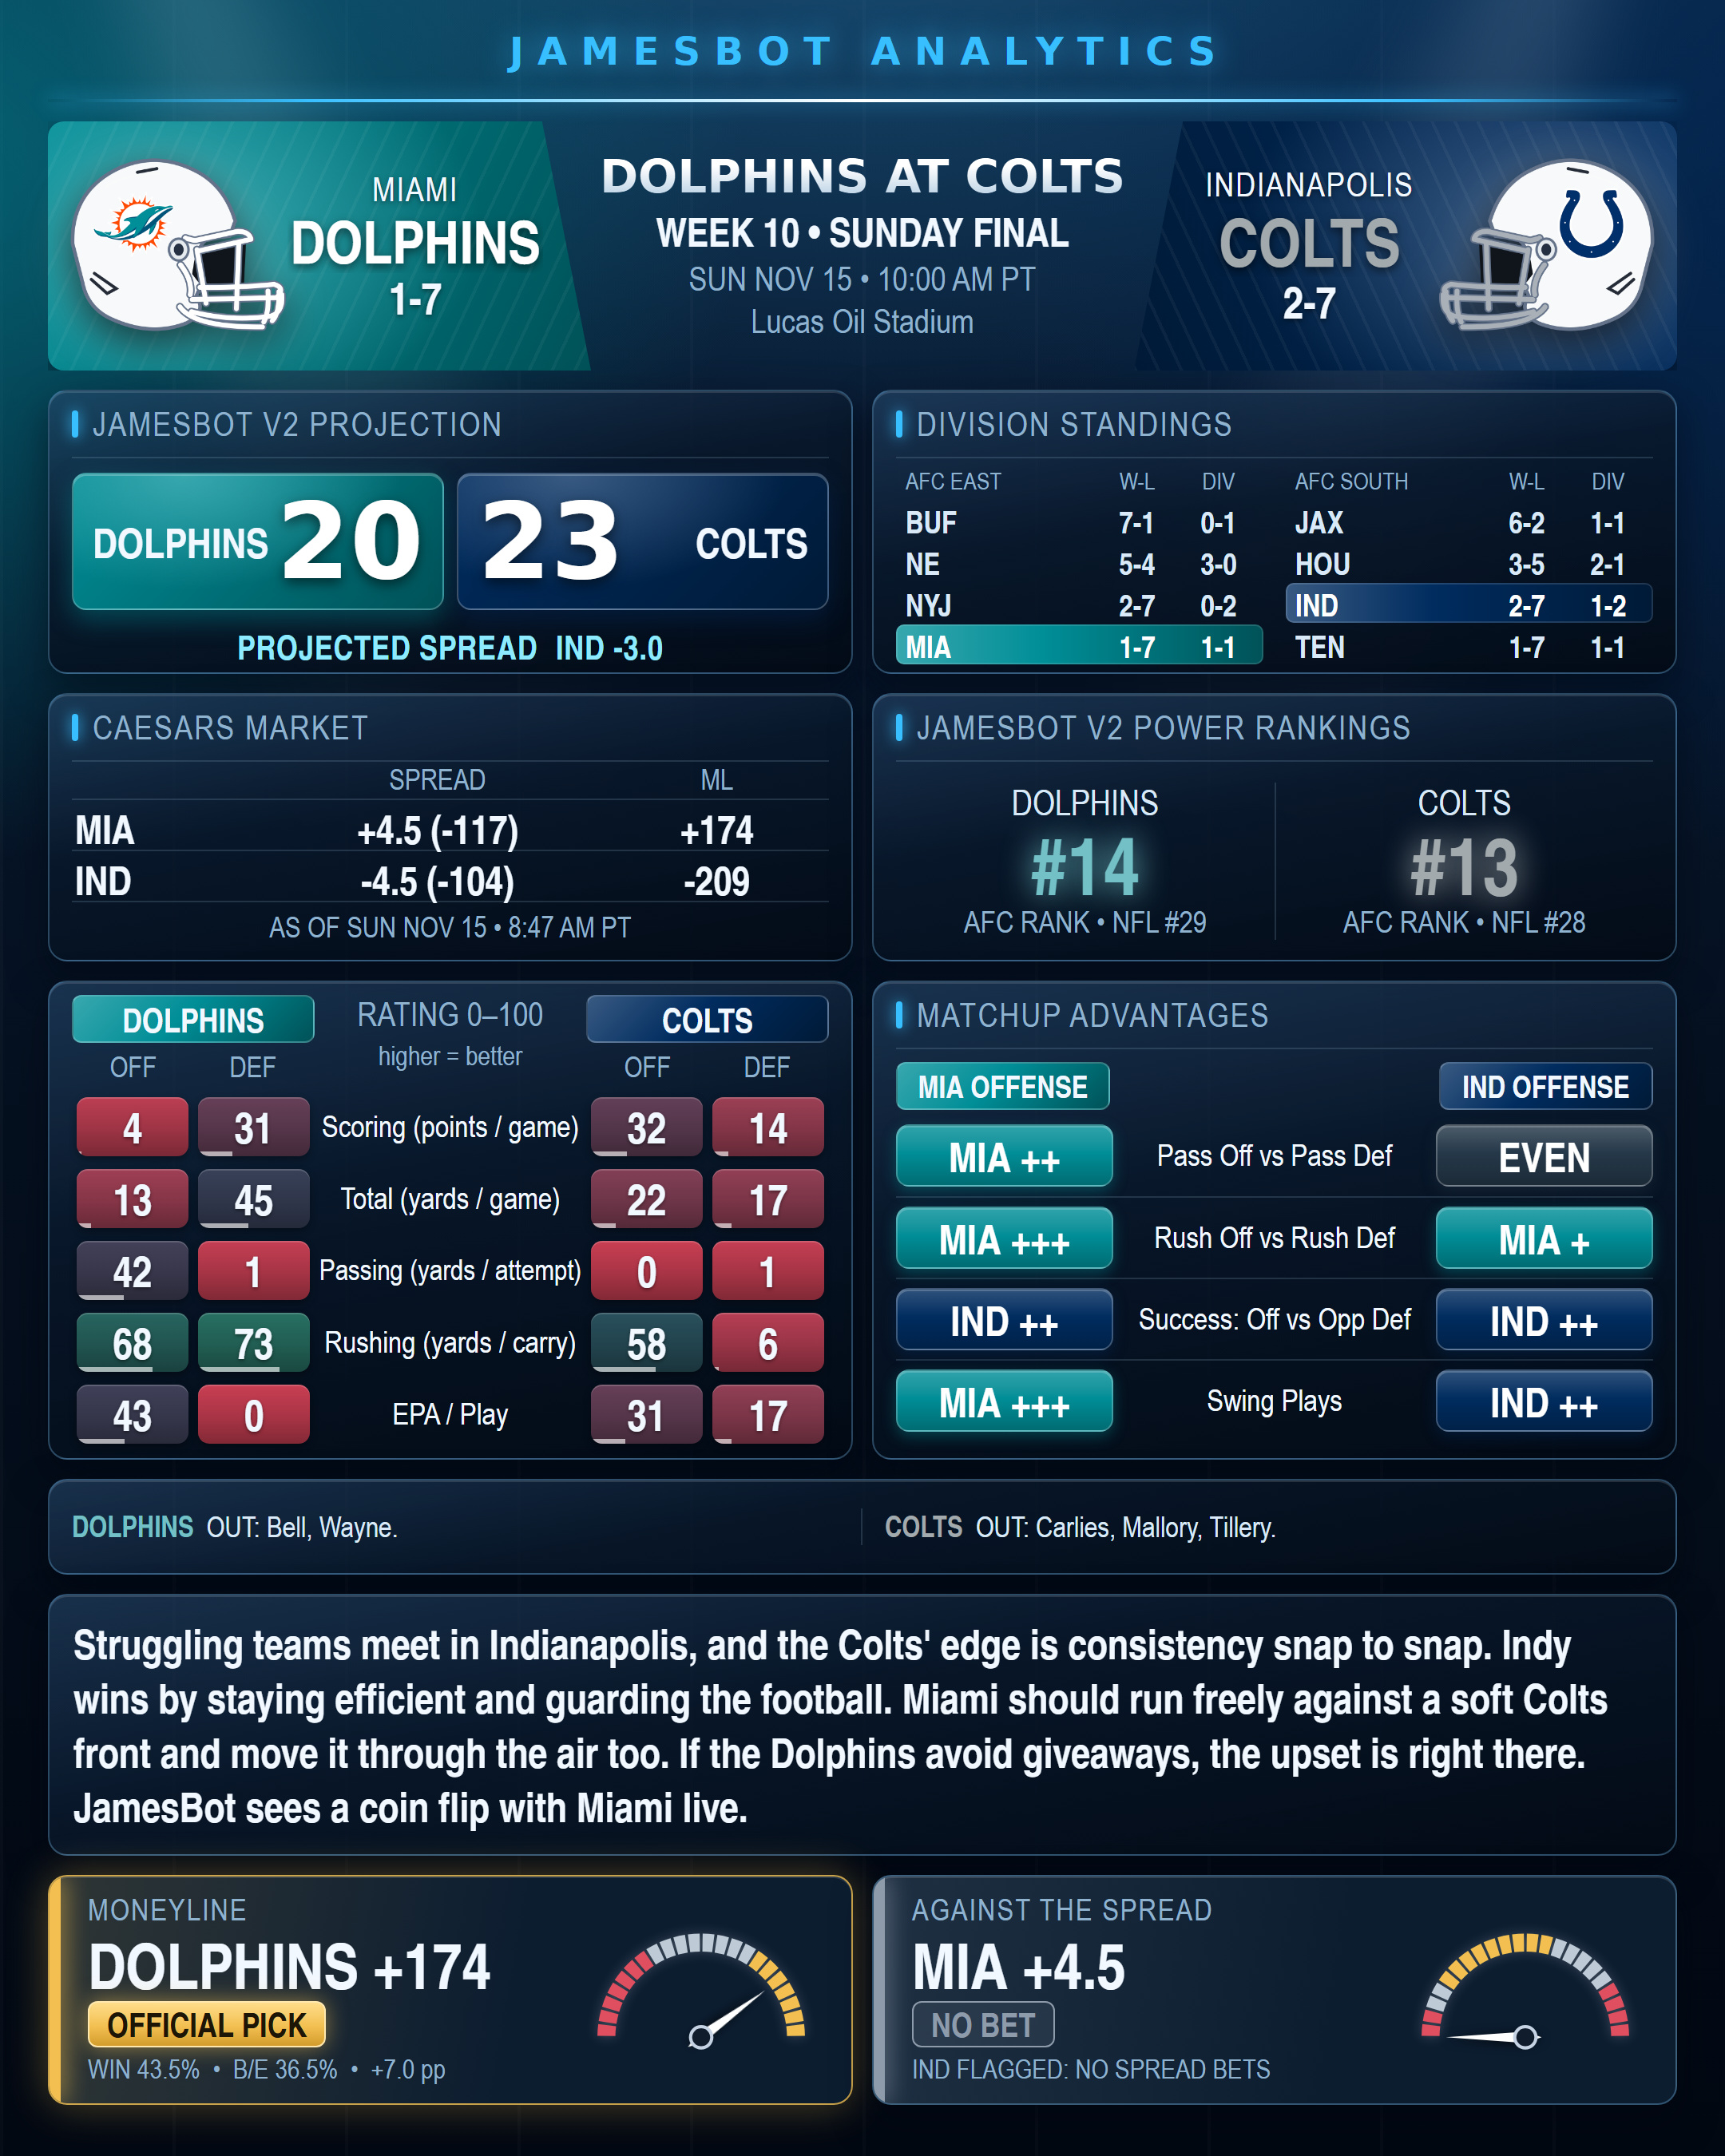 JAMESBOT ANALYTICS
MIAMI
DOLPHINS
1-7
DOLPHINS AT COLTS
WEEK 10 • SUNDAY FINAL
SUN NOV 15 • 10:00 AM PT
Lucas Oil Stadium
INDIANAPOLIS
COLTS
2-7
JAMESBOT V2 PROJECTION
DOLPHINS 20
23 COLTS
PROJECTED SPREAD IND -3.0
DIVISION STANDINGS
AFC EAST W-L DIV
BUF 7-1 0-1
NE 5-4 3-0
NYJ 2-7 0-2
MIA 1-7 1-1
AFC SOUTH W-L DIV
JAX 6-2 1-1
HOU 3-5 2-1
IND 2-7 1-2
TEN 1-7 1-1
CAESARS MARKET
SPREAD ML
MIA +4.5 (-117) +174
IND -4.5 (-104) -209
AS OF SUN NOV 15 • 8:47 AM PT
JAMESBOT V2 POWER RANKINGS
DOLPHINS
#14
AFC RANK • NFL #29
COLTS
#13
AFC RANK • NFL #28
DOLPHINS RATING 0–100 COLTS
OFF DEF higher = better OFF DEF
4 31 Scoring (points / game) 32 14
13 45 Total (yards / game) 22 17
42 1 Passing (yards / attempt) 0 1
68 73 Rushing (yards / carry) 58 6
43 0 EPA / Play 31 17
MATCHUP ADVANTAGES
MIA OFFENSE IND OFFENSE
MIA ++ Pass Off vs Pass Def EVEN
MIA +++ Rush Off vs Rush Def MIA +
IND ++ Success: Off vs Opp Def IND ++
MIA +++ Swing Plays IND ++
DOLPHINS OUT: Bell, Wayne.
COLTS OUT: Carlies, Mallory, Tillery.
Struggling teams meet in Indianapolis, and the Colts' edge is consistency snap to snap. Indy
wins by staying efficient and guarding the football. Miami should run freely against a soft Colts
front and move it through the air too. If the Dolphins avoid giveaways, the upset is right there.
JamesBot sees a coin flip with Miami live.
MONEYLINE
DOLPHINS +174
OFFICIAL PICK
WIN 43.5% • B/E 36.5% • +7.0 pp
AGAINST THE SPREAD
MIA +4.5
NO BET
IND FLAGGED: NO SPREAD BETS